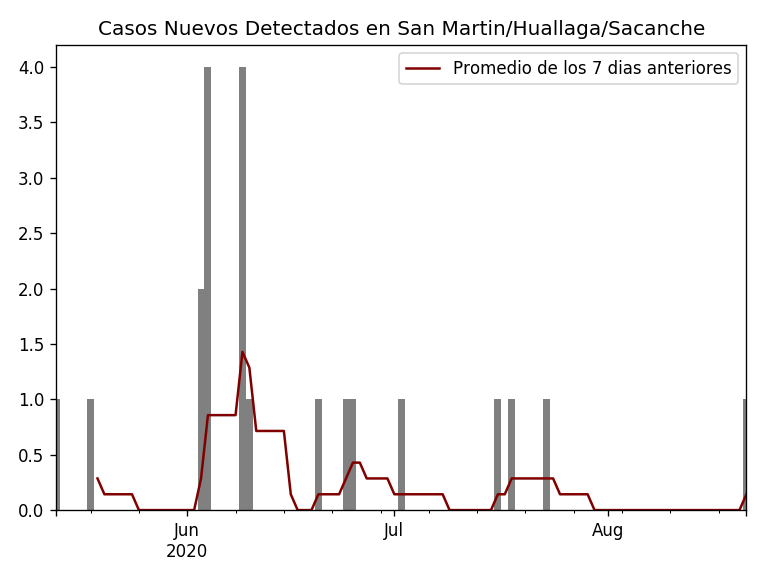 Casos Nuevos Detectados en San Martin/Huallaga/Sacanche
Promedio de los 7 dias anteriores
4.0
3.5
3.0
2.5
2.0
1.5
1.0
0.5
0.0
Jun
2020
Jul
Aug